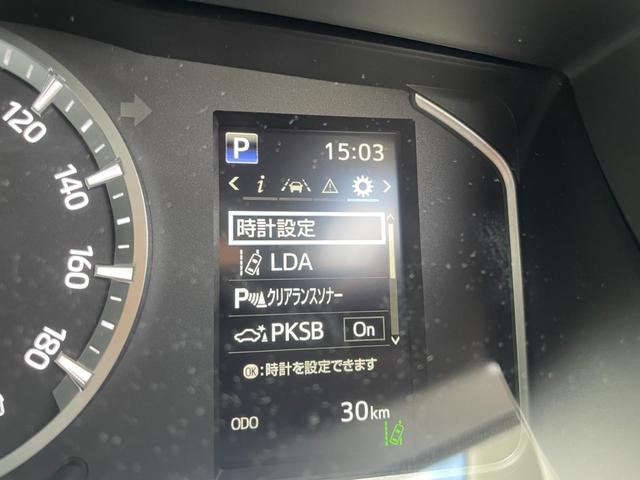 120
140
160
180
P
15:03
< i >
時計設定
LDA
P クリアランスソナー
PKSB On
OK:時計を設定できます
ODO 30km